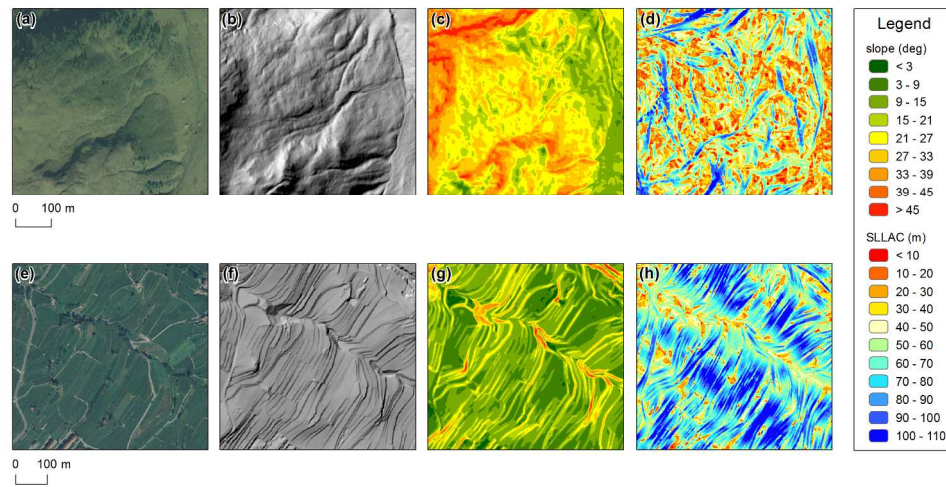 (a)
(b)
(c)
(d)
0 100 m
(e)
(f)
(g)
(h)
0 100 m
Legend
slope (deg)
< 3
3 - 9
9 - 15
15 - 21
21 - 27
27 - 33
33 - 39
39 - 45
> 45
SLLAC (m)
< 10
10 - 20
20 - 30
30 - 40
40 - 50
50 - 60
60 - 70
70 - 80
80 - 90
90 - 100
100 - 110